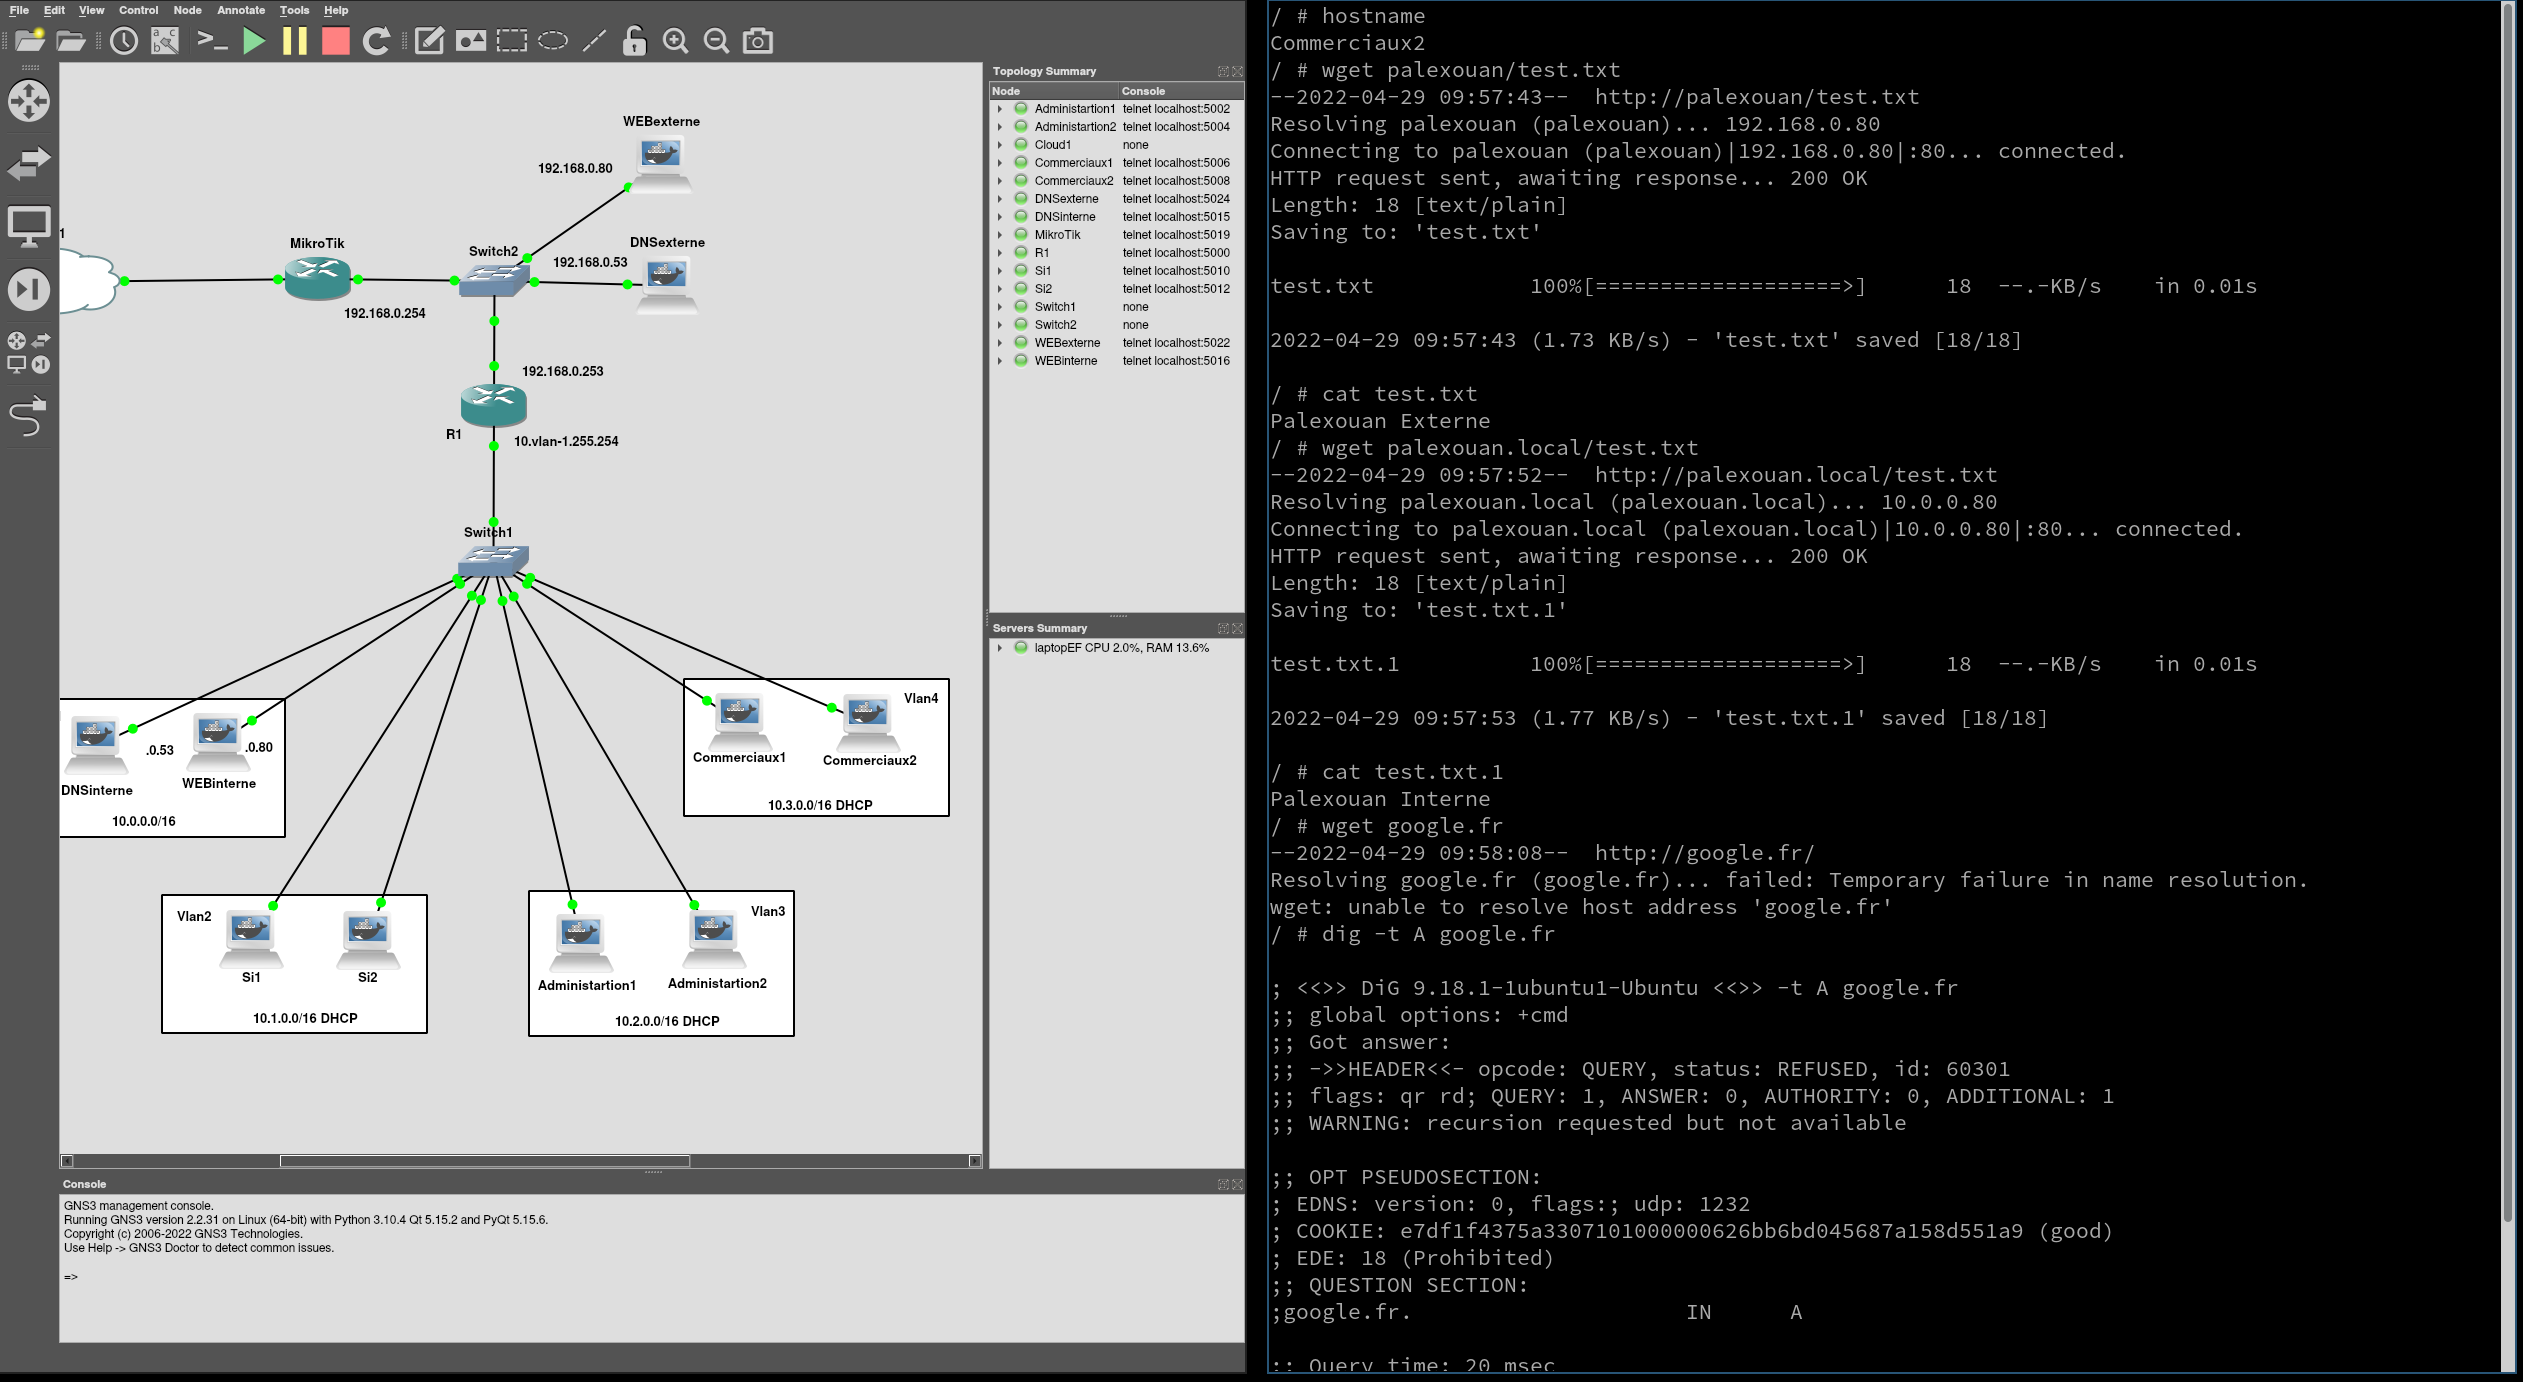 File Edit View Control Node Annotate Tools Help
1
MikroTik
192.168.0.254
Switch2
WEBexterne
192.168.0.80
DNSexterne
192.168.0.53
192.168.0.253
R1
10.vlan-1.255.254
Switch1
DNSinterne
.0.53
WEBinterne
.0.80
10.0.0.0/16
Vlan2
Si1
Si2
10.1.0.0/16 DHCP
Vlan3
Administartion1
Administartion2
10.2.0.0/16 DHCP
Vlan4
Commerciaux1
Commerciaux2
10.3.0.0/16 DHCP
Topology Summary
Node Console
Administartion1 telnet localhost:5002
Administartion2 telnet localhost:5004
Cloud1 none
Commerciaux1 telnet localhost:5006
Commerciaux2 telnet localhost:5008
DNSexterne telnet localhost:5024
DNSinterne telnet localhost:5015
MikroTik telnet localhost:5019
R1 telnet localhost:5000
Si1 telnet localhost:5010
Si2 telnet localhost:5012
Switch1 none
Switch2 none
WEBexterne telnet localhost:5022
WEBinterne telnet localhost:5016
Servers Summary
laptopEF CPU 2.0%, RAM 13.6%
Console
GNS3 management console.
Running GNS3 version 2.2.31 on Linux (64-bit) with Python 3.10.4 Qt 5.15.2 and PyQt 5.15.6.
Copyright (c) 2006-2022 GNS3 Technologies.
Use Help -> GNS3 Doctor to detect common issues.
=>
/ # hostname
Commerciaux2
/ # wget palexouan/test.txt
--2022-04-29 09:57:43--  http://palexouan/test.txt
Resolving palexouan (palexouan)... 192.168.0.80
Connecting to palexouan (palexouan)|192.168.0.80|:80... connected.
HTTP request sent, awaiting response... 200 OK
Length: 18 [text/plain]
Saving to: 'test.txt'
test.txt 100%[===================>] 18 --.-KB/s in 0.01s
2022-04-29 09:57:43 (1.73 KB/s) - 'test.txt' saved [18/18]
/ # cat test.txt
Palexouan Externe
/ # wget palexouan.local/test.txt
--2022-04-29 09:57:52--  http://palexouan.local/test.txt
Resolving palexouan.local (palexouan.local)... 10.0.0.80
Connecting to palexouan.local (palexouan.local)|10.0.0.80|:80... connected.
HTTP request sent, awaiting response... 200 OK
Length: 18 [text/plain]
Saving to: 'test.txt.1'
test.txt.1 100%[===================>] 18 --.-KB/s in 0.01s
2022-04-29 09:57:53 (1.77 KB/s) - 'test.txt.1' saved [18/18]
/ # cat test.txt.1
Palexouan Interne
/ # wget google.fr
--2022-04-29 09:58:08--  http://google.fr/
Resolving google.fr (google.fr)... failed: Temporary failure in name resolution.
wget: unable to resolve host address 'google.fr'
/ # dig -t A google.fr
; <<>> DiG 9.18.1-1ubuntu1-Ubuntu <<>> -t A google.fr
;; global options: +cmd
;; Got answer:
;; ->>HEADER<<- opcode: QUERY, status: REFUSED, id: 60301
;; flags: qr rd; QUERY: 1, ANSWER: 0, AUTHORITY: 0, ADDITIONAL: 1
;; WARNING: recursion requested but not available
;; OPT PSEUDOSECTION:
; EDNS: version: 0, flags:; udp: 1232
; COOKIE: e7df1f4375a3307101000000626bb6bd045687a158d551a9 (good)
; EDE: 18 (Prohibited)
;; QUESTION SECTION:
;google.fr. IN A
;; Query time: 20 msec